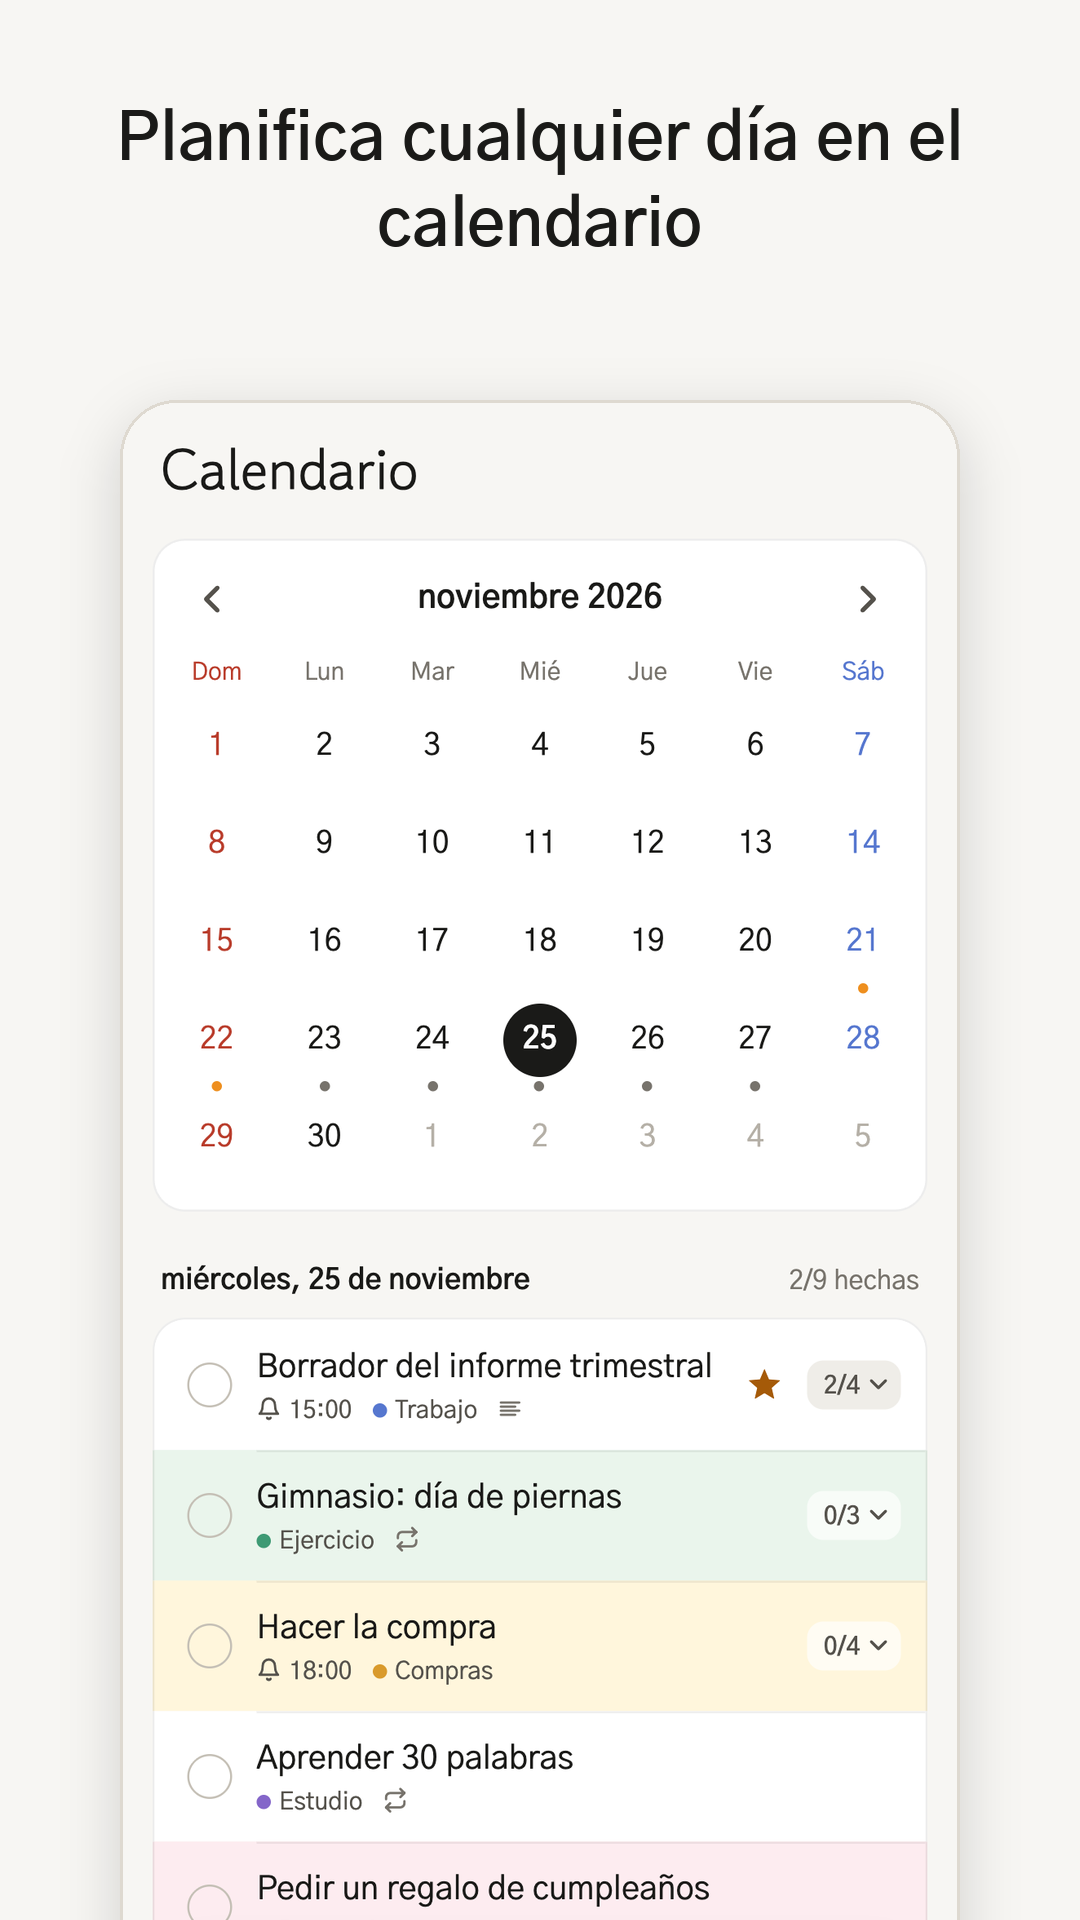 Planifica cualquier día en el
calendario
Calendario
noviembre 2026
Dom Lun Mar Mié Jue Vie Sáb
1 2 3 4 5 6 7
8 9 10 11 12 13 14
15 16 17 18 19 20 21
22 23 24 25 26 27 28
29 30 1 2 3 4 5
miércoles, 25 de noviembre 2/9 hechas
Borrador del informe trimestral 2/4
15:00 Trabajo
Gimnasio: día de piernas 0/3
Ejercicio
Hacer la compra 0/4
18:00 Compras
Aprender 30 palabras
Estudio
Pedir un regalo de cumpleaños